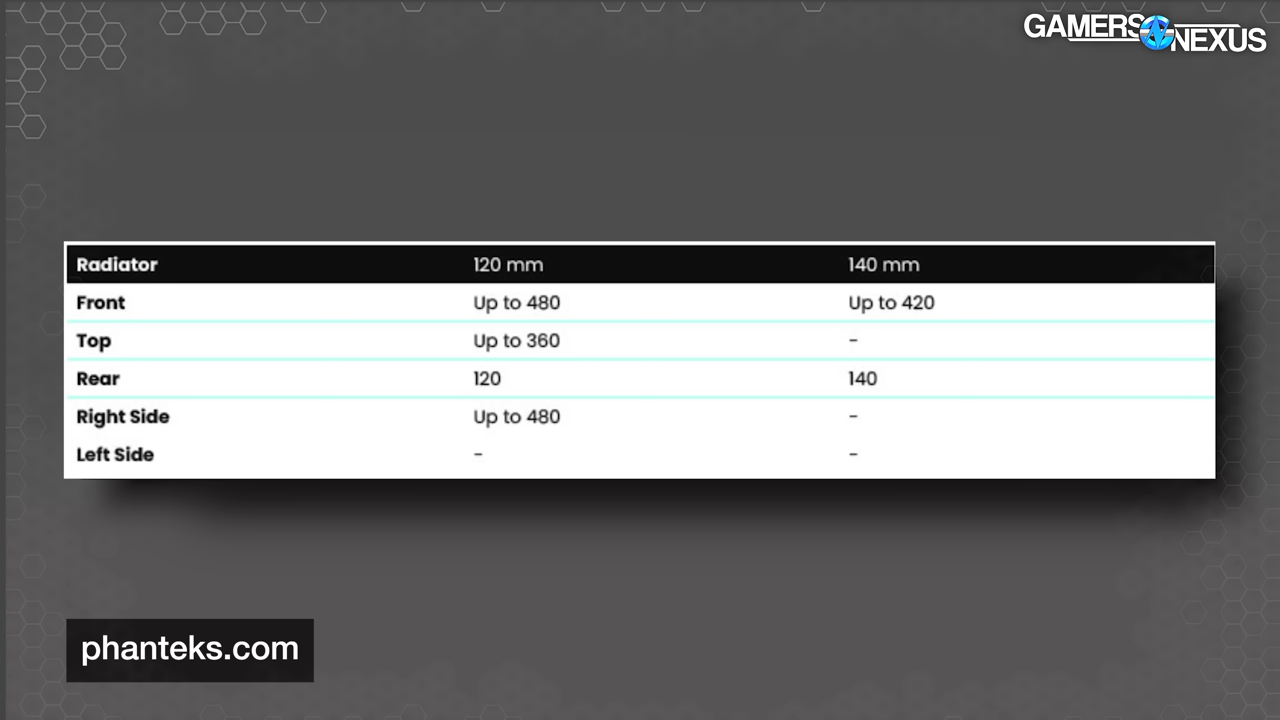 GAMERS NEXUS
Radiator 120 mm 140 mm
Front Up to 480 Up to 420
Top Up to 360 -
Rear 120 140
Right Side Up to 480 -
Left Side - -
phanteks.com